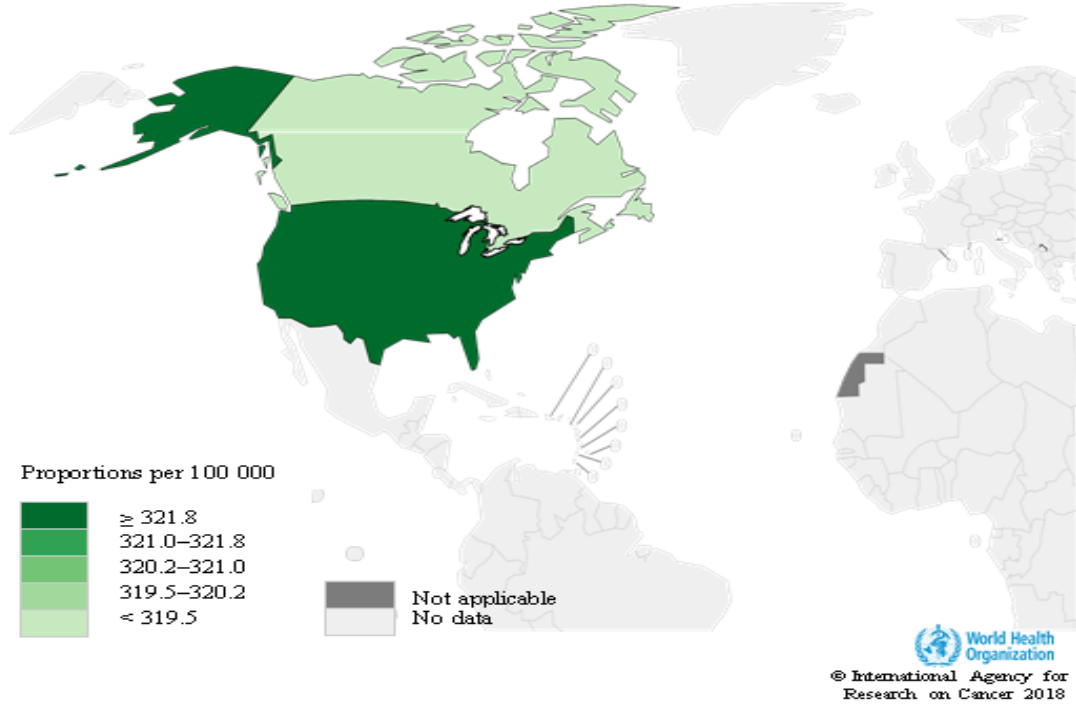 Proportions per 100 000
≥ 321.8
321.0–321.8
320.2–321.0
319.5–320.2
< 319.5
Not applicable
No data
World Health
Organization
© International Agency for
Research on Cancer 2018